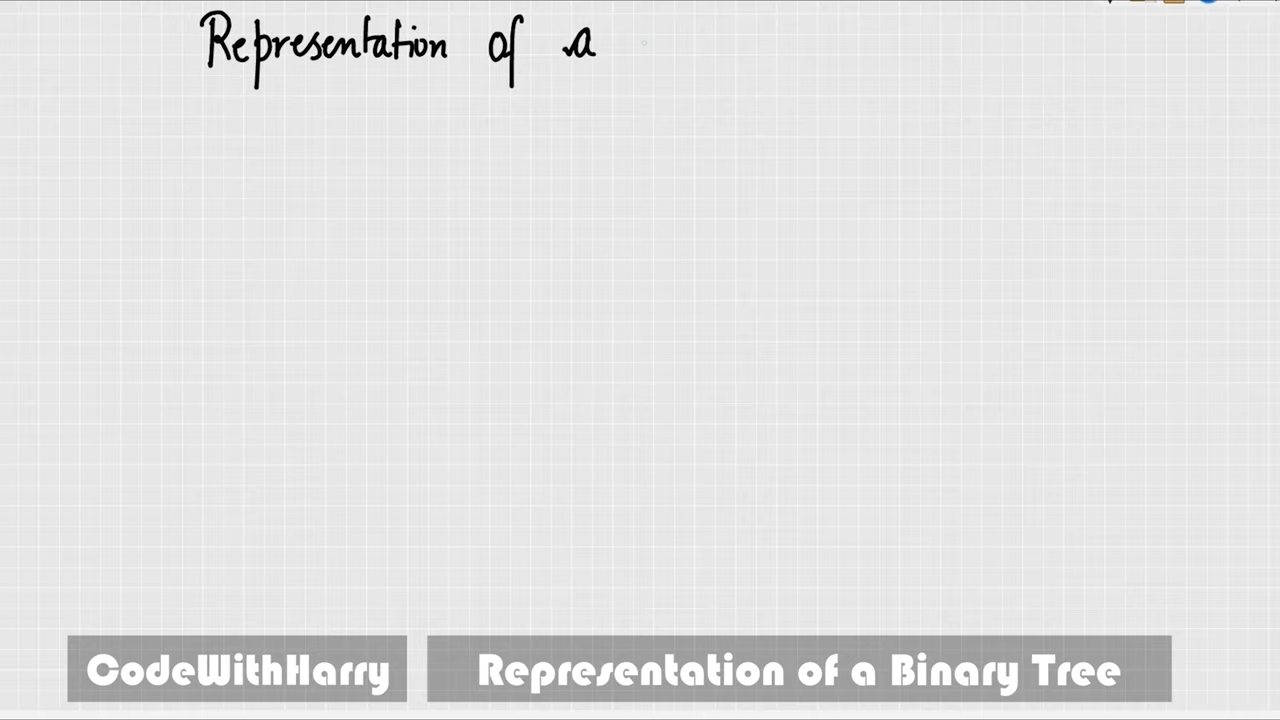 Representation of a
CodeWithHarry
Representation of a Binary Tree